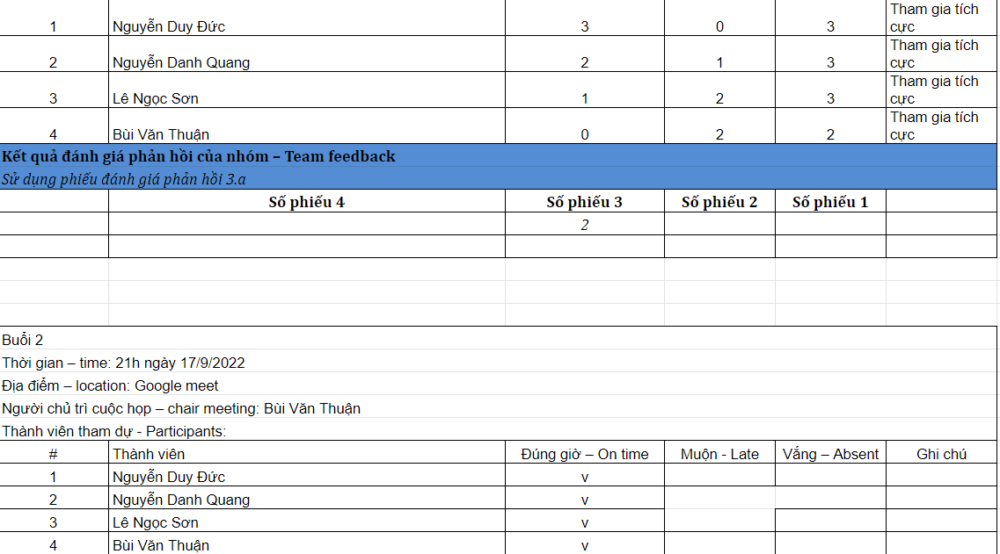 1 Nguyễn Duy Đức 3 0 3 Tham gia tích cực
2 Nguyễn Danh Quang 2 1 3 Tham gia tích cực
3 Lê Ngọc Sơn 1 2 3 Tham gia tích cực
4 Bùi Văn Thuận 0 2 2 Tham gia tích cực
Kết quả đánh giá phản hồi của nhóm – Team feedback
Sử dụng phiếu đánh giá phản hồi 3.a
Số phiếu 4 Số phiếu 3 Số phiếu 2 Số phiếu 1
2
Buổi 2
Thời gian – time: 21h ngày 17/9/2022
Địa điểm – location: Google meet
Người chủ trì cuộc họp – chair meeting: Bùi Văn Thuận
Thành viên tham dự - Participants:
# Thành viên Đúng giờ – On time Muộn - Late Vắng – Absent Ghi chú
1 Nguyễn Duy Đức v
2 Nguyễn Danh Quang v
3 Lê Ngọc Sơn v
4 Bùi Văn Thuận v